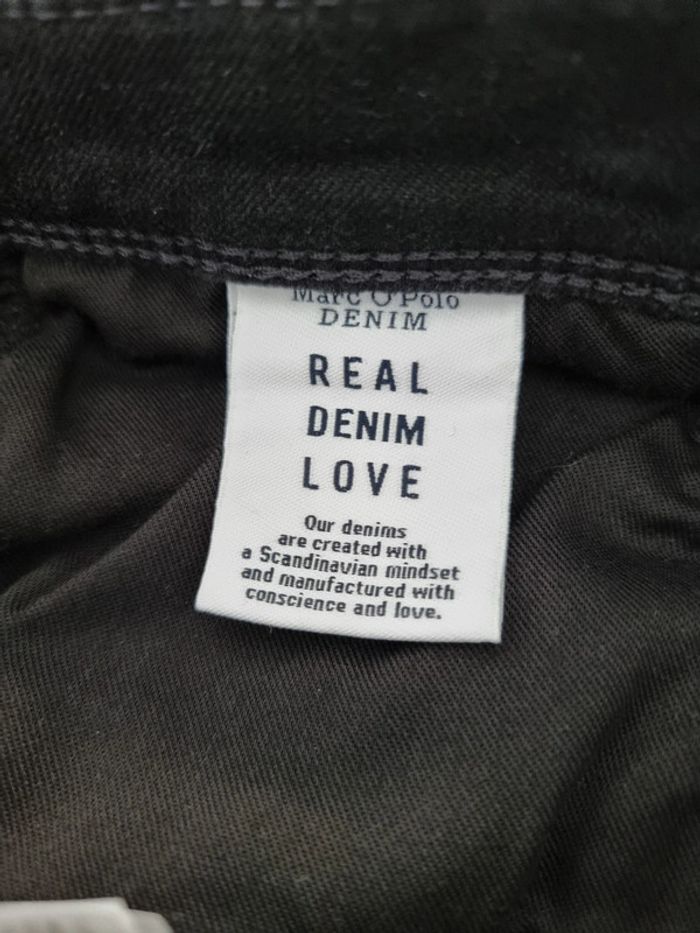 Marc O'Polo
DENIM
REAL
DENIM
LOVE
Our denims
are created with
a Scandinavian mindset
and manufactured with
conscience and love.